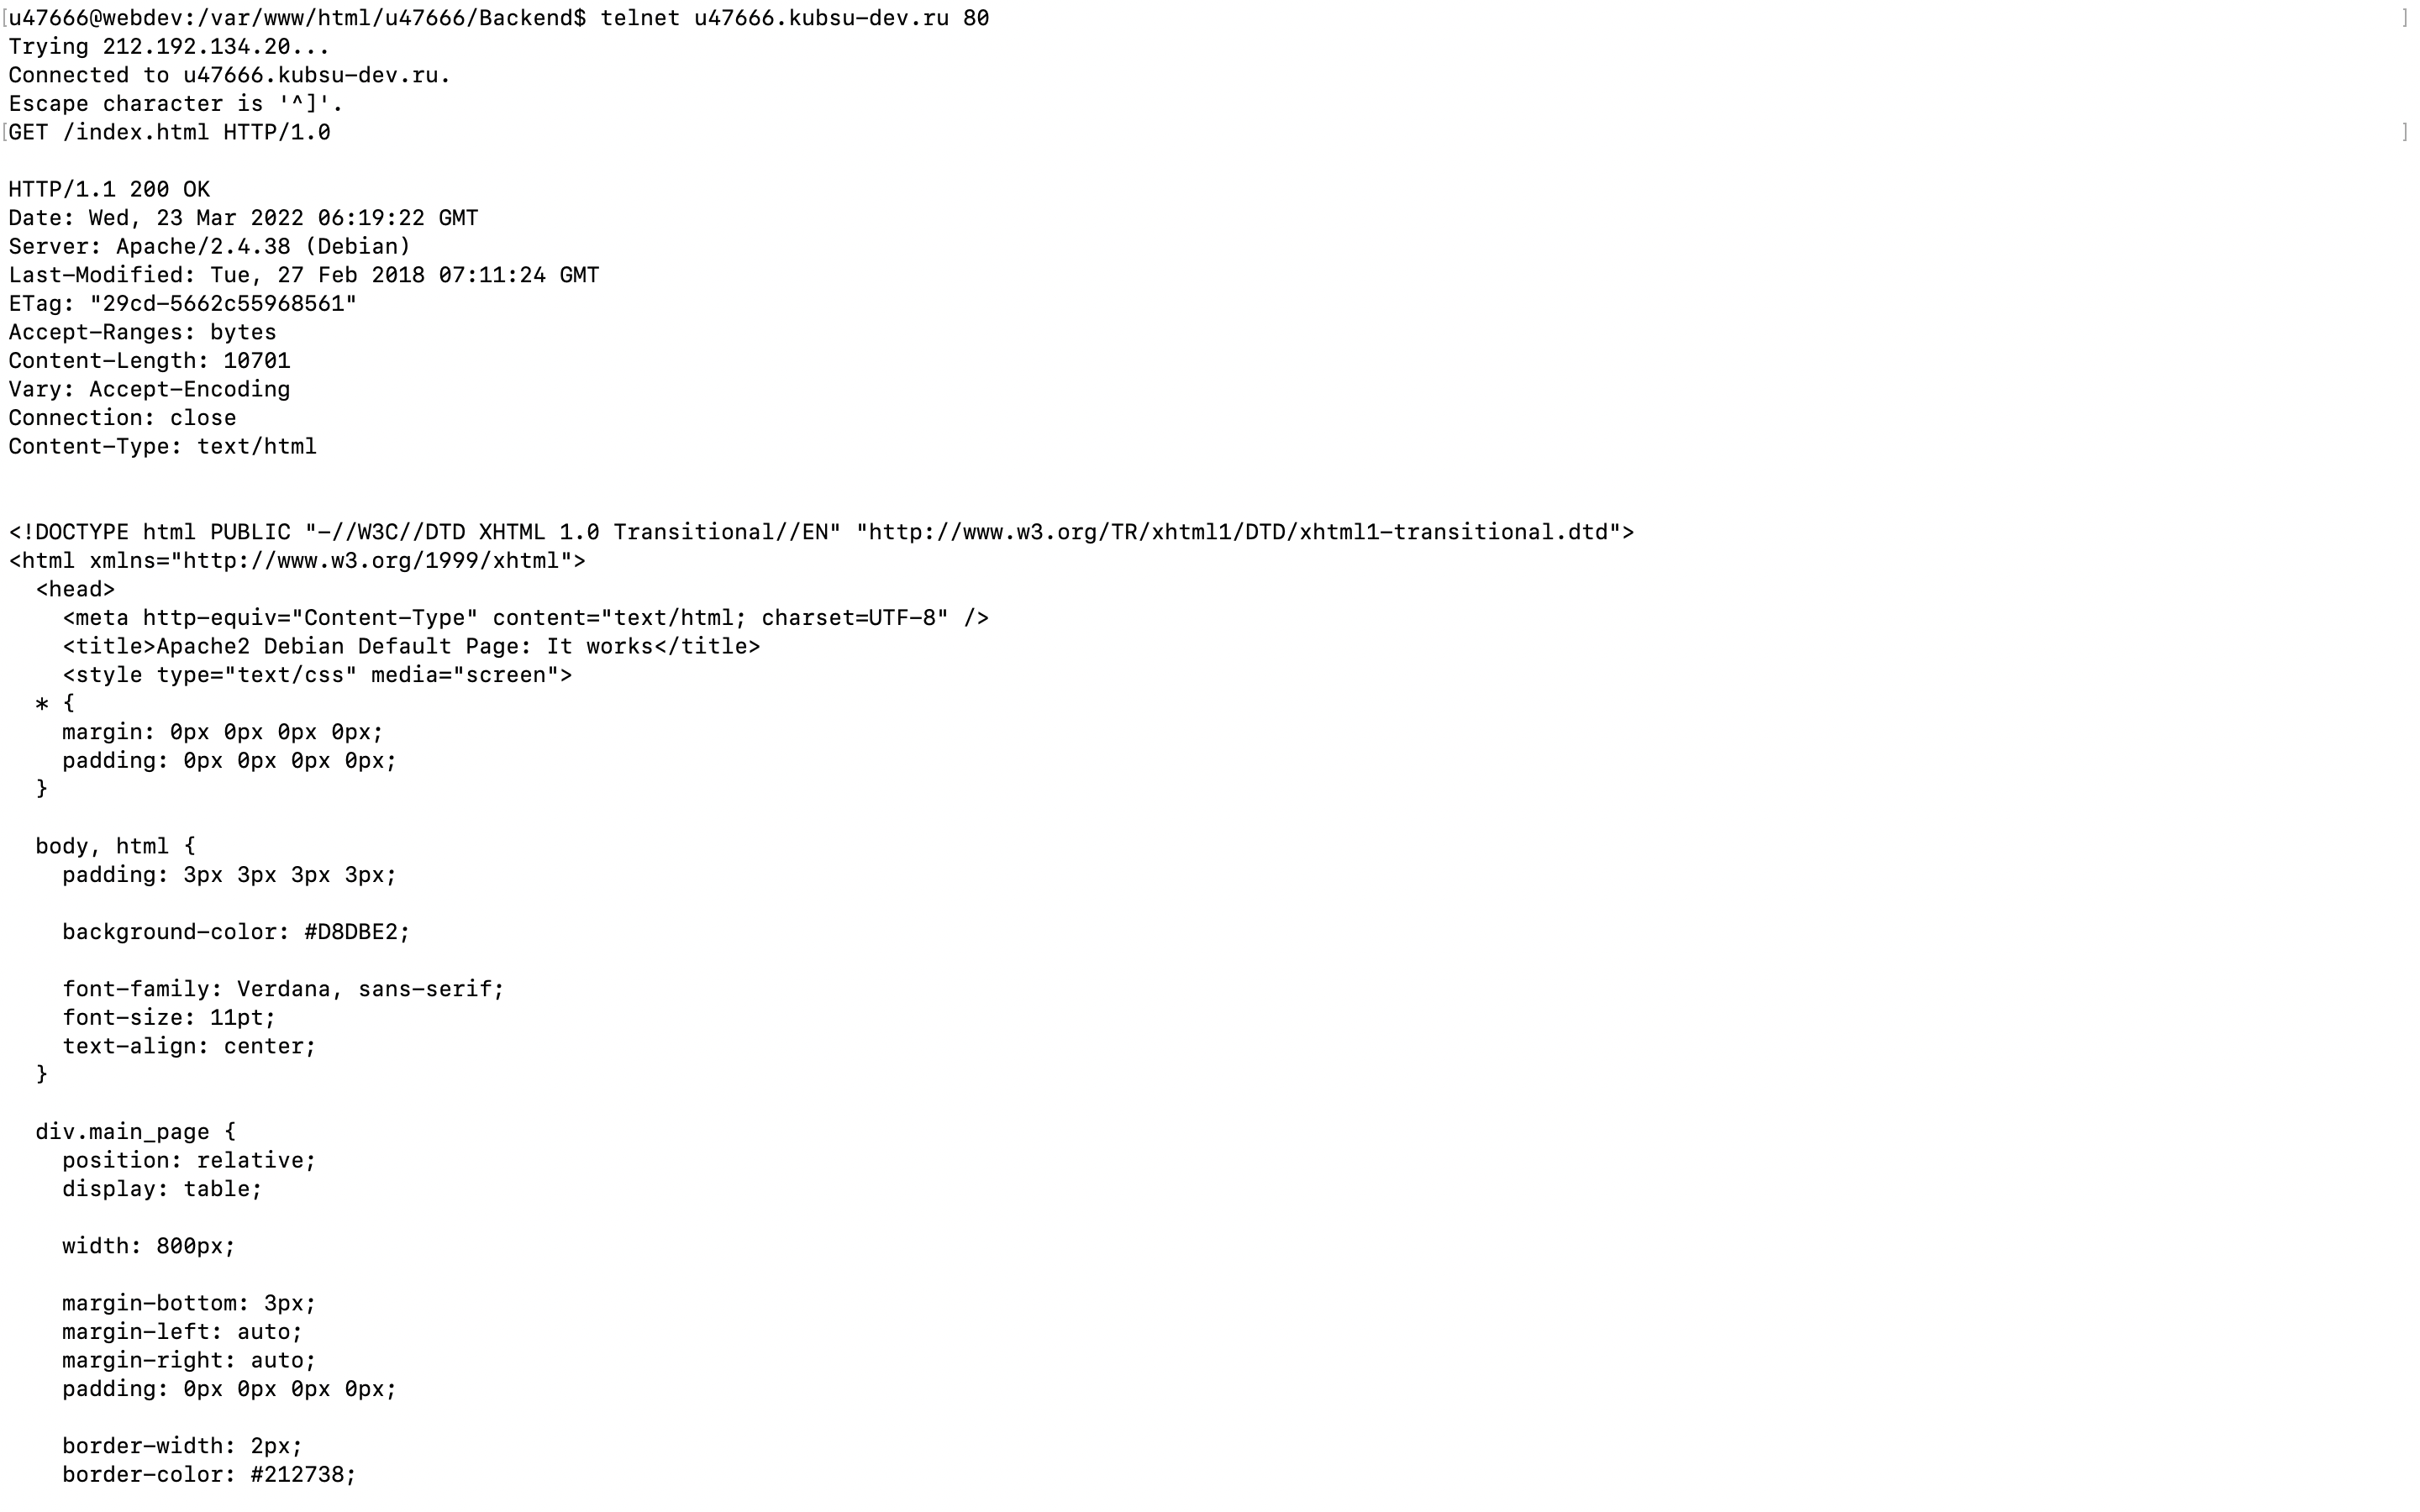 [u47666@webdev:/var/www/html/u47666/Backend$ telnet u47666.kubsu-dev.ru 80 ]
Trying 212.192.134.20...
Connected to u47666.kubsu-dev.ru.
Escape character is '^]'.
[GET /index.html HTTP/1.0 ]

HTTP/1.1 200 OK
Date: Wed, 23 Mar 2022 06:19:22 GMT
Server: Apache/2.4.38 (Debian)
Last-Modified: Tue, 27 Feb 2018 07:11:24 GMT
ETag: "29cd-5662c55968561"
Accept-Ranges: bytes
Content-Length: 10701
Vary: Accept-Encoding
Connection: close
Content-Type: text/html


<!DOCTYPE html PUBLIC "-//W3C//DTD XHTML 1.0 Transitional//EN" "http://www.w3.org/TR/xhtml1/DTD/xhtml1-transitional.dtd">
<html xmlns="http://www.w3.org/1999/xhtml">
  <head>
    <meta http-equiv="Content-Type" content="text/html; charset=UTF-8" />
    <title>Apache2 Debian Default Page: It works</title>
    <style type="text/css" media="screen">
  * {
    margin: 0px 0px 0px 0px;
    padding: 0px 0px 0px 0px;
  }

  body, html {
    padding: 3px 3px 3px 3px;

    background-color: #D8DBE2;

    font-family: Verdana, sans-serif;
    font-size: 11pt;
    text-align: center;
  }

  div.main_page {
    position: relative;
    display: table;

    width: 800px;

    margin-bottom: 3px;
    margin-left: auto;
    margin-right: auto;
    padding: 0px 0px 0px 0px;

    border-width: 2px;
    border-color: #212738;